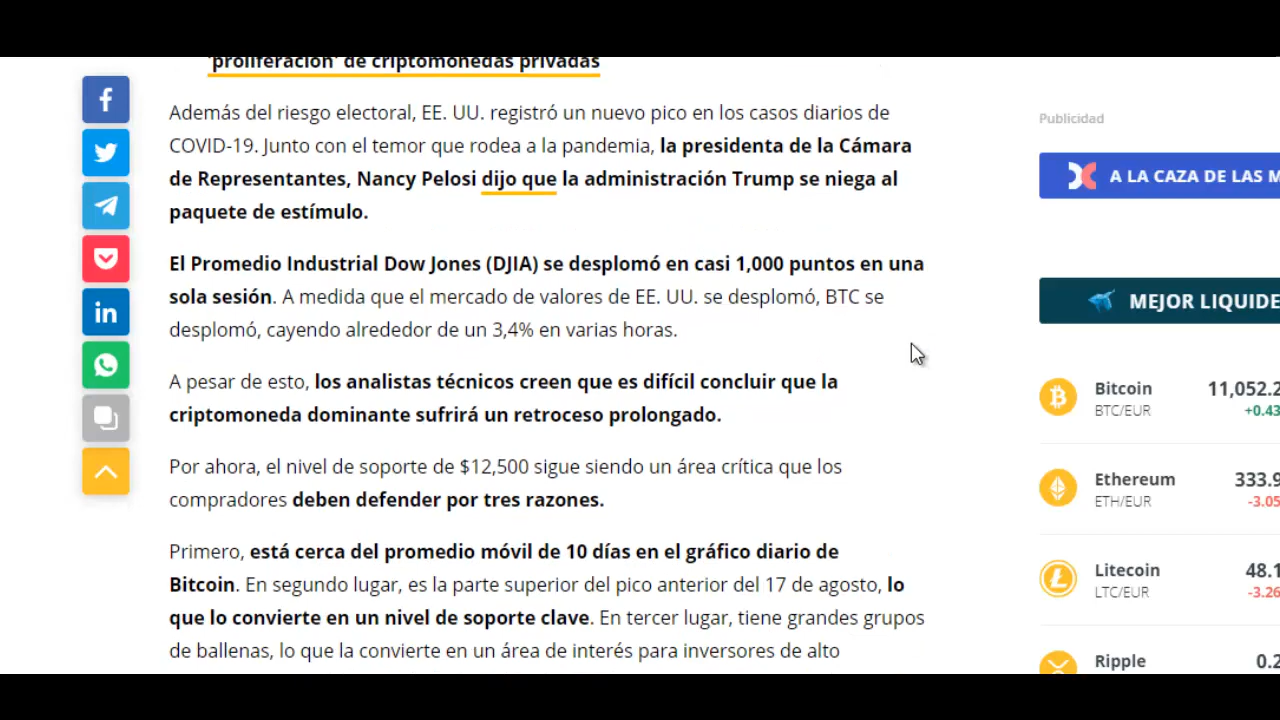 'proliferación' de criptomonedas privadas
Además del riesgo electoral, EE. UU. registró un nuevo pico en los casos diarios de
COVID-19. Junto con el temor que rodea a la pandemia, la presidenta de la Cámara
de Representantes, Nancy Pelosi dijo que la administración Trump se niega al
paquete de estímulo.
El Promedio Industrial Dow Jones (DJIA) se desplomó en casi 1,000 puntos en una
sola sesión. A medida que el mercado de valores de EE. UU. se desplomó, BTC se
desplomó, cayendo alrededor de un 3,4% en varias horas.
A pesar de esto, los analistas técnicos creen que es difícil concluir que la
criptomoneda dominante sufrirá un retroceso prolongado.
Por ahora, el nivel de soporte de $12,500 sigue siendo un área crítica que los
compradores deben defender por tres razones.
Primero, está cerca del promedio móvil de 10 días en el gráfico diario de
Bitcoin. En segundo lugar, es la parte superior del pico anterior del 17 de agosto, lo
que lo convierte en un nivel de soporte clave. En tercer lugar, tiene grandes grupos
de ballenas, lo que la convierte en un área de interés para inversores de alto
Publicidad
A LA CAZA DE LAS M
MEJOR LIQUIDE
Bitcoin 11,052.2
BTC/EUR +0.43
Ethereum 333.9
ETH/EUR -3.05
Litecoin 48.1
LTC/EUR -3.26
Ripple 0.2